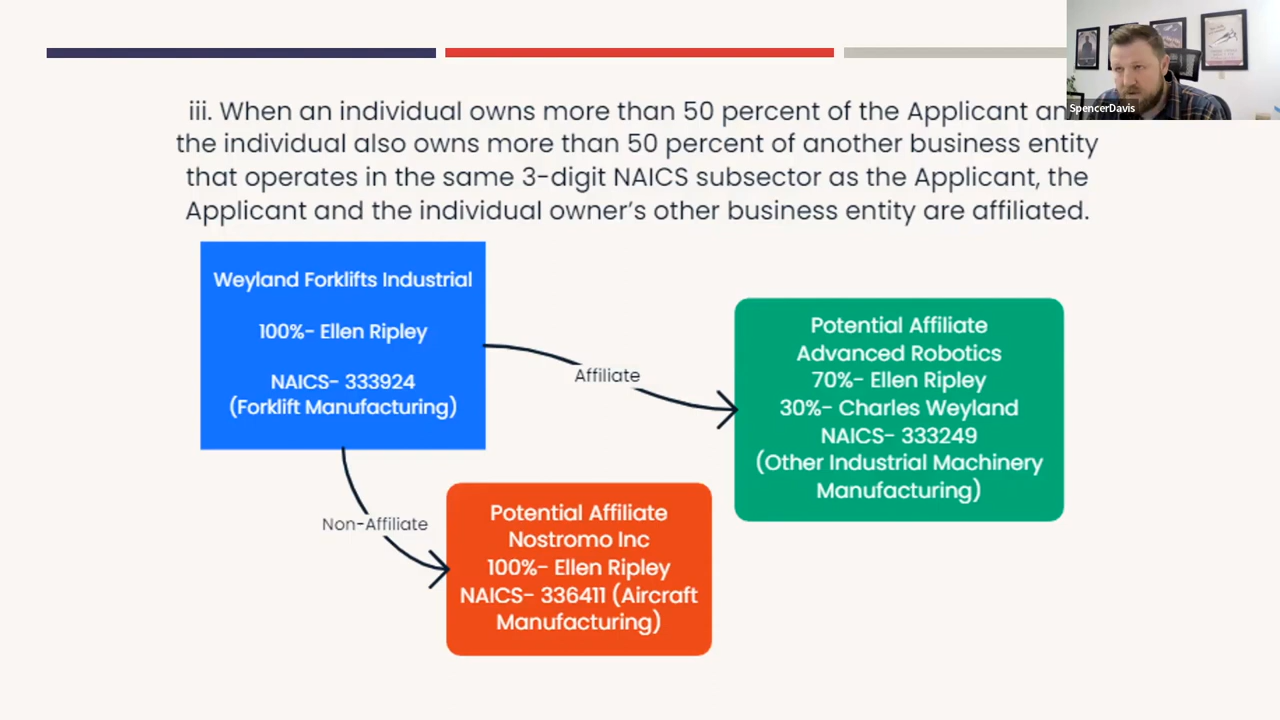 SpencerDavis
iii. When an individual owns more than 50 percent of the Applicant an
the individual also owns more than 50 percent of another business entity
that operates in the same 3-digit NAICS subsector as the Applicant, the
Applicant and the individual owner's other business entity are affiliated.
Weyland Forklifts Industrial
100%- Ellen Ripley
NAICS- 333924
(Forklift Manufacturing)
Affiliate
Potential Affiliate
Advanced Robotics
70%- Ellen Ripley
30%- Charles Weyland
NAICS- 333249
(Other Industrial Machinery
Manufacturing)
Non-Affiliate
Potential Affiliate
Nostromo Inc
100%- Ellen Ripley
NAICS- 336411 (Aircraft
Manufacturing)